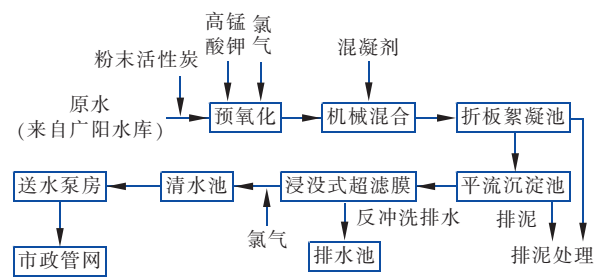 高锰
酸钾
氯
气
粉末活性炭
混凝剂
原水
(来自广阳水库)
预氧化
机械混合
折板絮凝池
送水泵房
清水池
浸没式超滤膜
平流沉淀池
氯气
反冲洗排水
排泥
市政管网
排水池
排泥处理